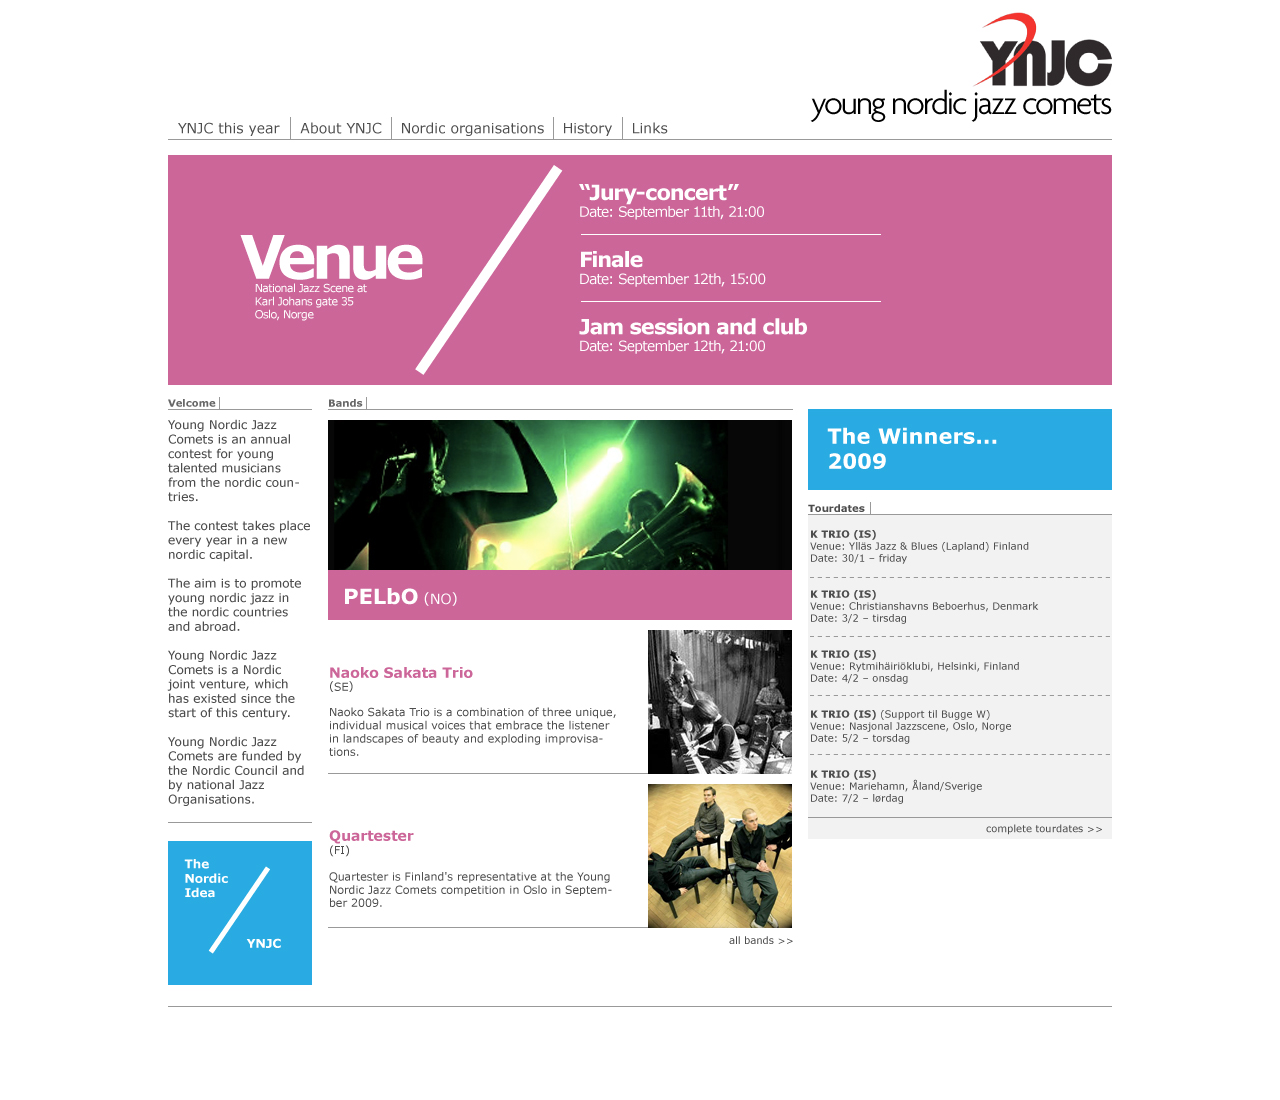 YNJC
young nordic jazz comets
YNJC this year
About YNJC
Nordic organisations
History
Links
Venue
National Jazz Scene at
Karl Johans gate 35
Oslo, Norge
“Jury-concert”
Date: September 11th, 21:00
Finale
Date: September 12th, 15:00
Jam session and club
Date: September 12th, 21:00
Velcome
Young Nordic Jazz
Comets is an annual
contest for young
talented musicians
from the nordic coun-
tries.
The contest takes place
every year in a new
nordic capital.
The aim is to promote
young nordic jazz in
the nordic countries
and abroad.
Young Nordic Jazz
Comets is a Nordic
joint venture, which
has existed since the
start of this century.
Young Nordic Jazz
Comets are funded by
the Nordic Council and
by national Jazz
Organisations.
The
Nordic
Idea
YNJC
Bands
PELbO (NO)
Naoko Sakata Trio
(SE)
Naoko Sakata Trio is a combination of three unique,
individual musical voices that embrace the listener
in landscapes of beauty and exploding improvisa-
tions.
Quartester
(FI)
Quartester is Finland's representative at the Young
Nordic Jazz Comets competition in Oslo in Septem-
ber 2009.
all bands >>
The Winners...
2009
Tourdates
K TRIO (IS)
Venue: Ylläs Jazz & Blues (Lapland) Finland
Date: 30/1 – friday
K TRIO (IS)
Venue: Christianshavns Beboerhus, Denmark
Date: 3/2 – tirsdag
K TRIO (IS)
Venue: Rytmihäiriöklubi, Helsinki, Finland
Date: 4/2 – onsdag
K TRIO (IS) (Support til Bugge W)
Venue: Nasjonal Jazzscene, Oslo, Norge
Date: 5/2 – torsdag
K TRIO (IS)
Venue: Mariehamn, Åland/Sverige
Date: 7/2 – lørdag
complete tourdates >>